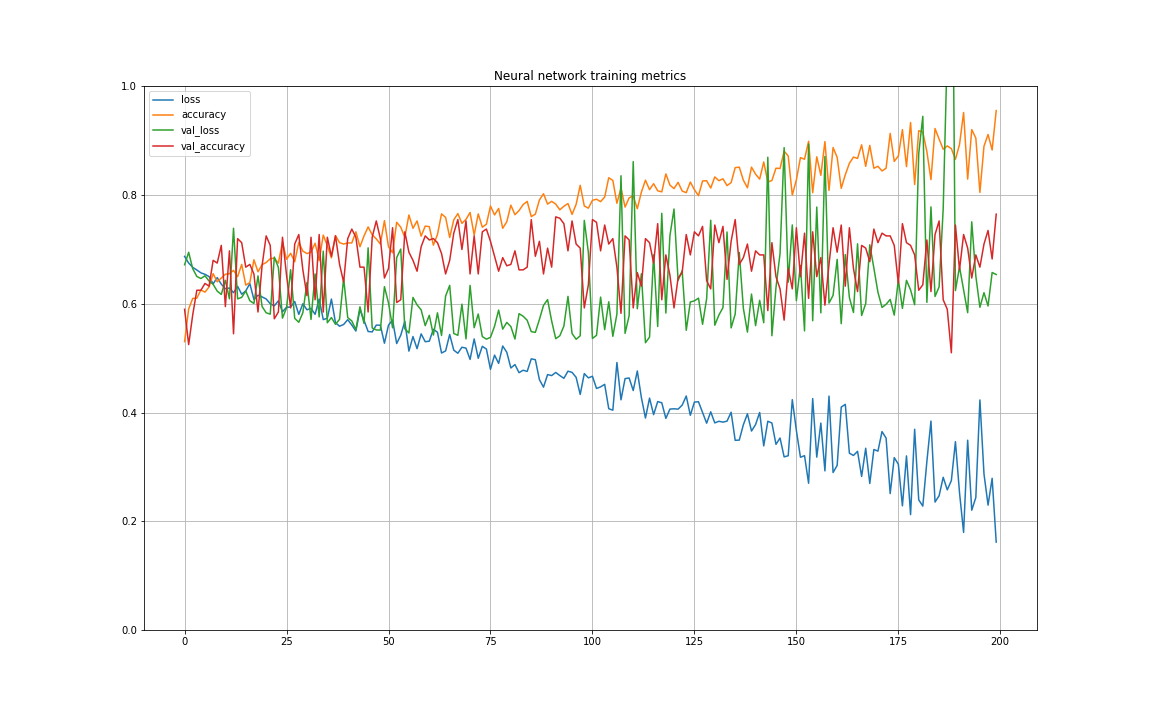 Neural network training metrics
1.0
loss
accuracy
val_loss
val_accuracy
0.8
0.6
0.4
0.2
0.0
0 25 50 75 100 125 150 175 200